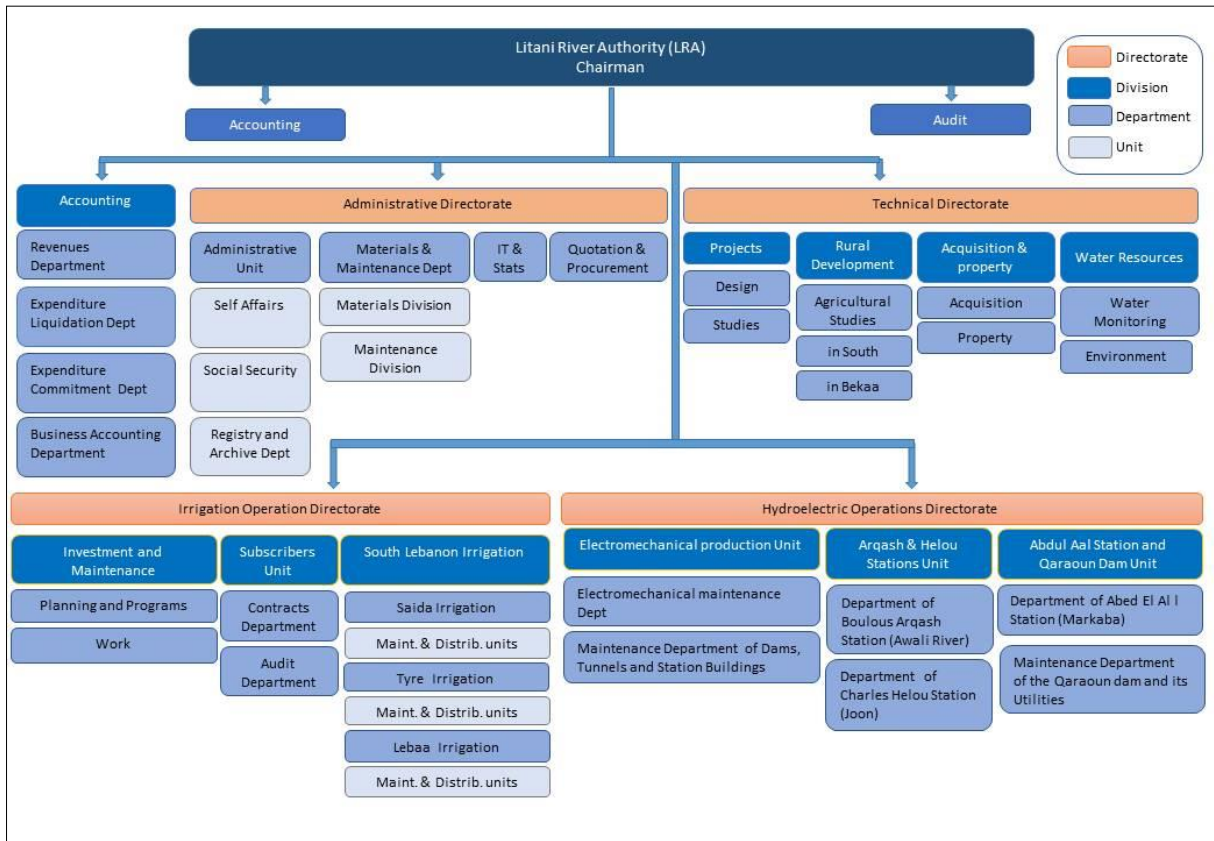 Litani River Authority (LRA)
Chairman
Directorate
Division
Department
Unit
Accounting
Audit
Accounting
Revenues
Department
Expenditure
Liquidation Dept
Expenditure
Commitment Dept
Business Accounting
Department
Administrative Directorate
Administrative
Unit
Self Affairs
Social Security
Registry and
Archive Dept
Materials &
Maintenance Dept
Materials Division
Maintenance
Division
IT &
Stats
Quotation &
Procurement
Technical Directorate
Projects
Design
Studies
Rural
Development
Agricultural
Studies
in South
in Bekaa
Acquisition &
property
Acquisition
Property
Water Resources
Water
Monitoring
Environment
Irrigation Operation Directorate
Investment and
Maintenance
Planning and Programs
Work
Subscribers
Unit
Contracts
Department
Audit
Department
South Lebanon Irrigation
Saida Irrigation
Maint. & Distrib. units
Tyre Irrigation
Maint. & Distrib. units
Lebaa Irrigation
Maint. & Distrib. units
Hydroelectric Operations Directorate
Electromechanical production Unit
Electromechanical maintenance
Dept
Maintenance Department of Dams,
Tunnels and Station Buildings
Arqash & Helou
Stations Unit
Department of
Boulous Arqash
Station (Awali River)
Department of
Charles Helou Station
(Joon)
Abdul Aal Station and
Qaraoun Dam Unit
Department of Abed El Al l
Station (Markaba)
Maintenance Department
of the Qaraoun dam and its
Utilities